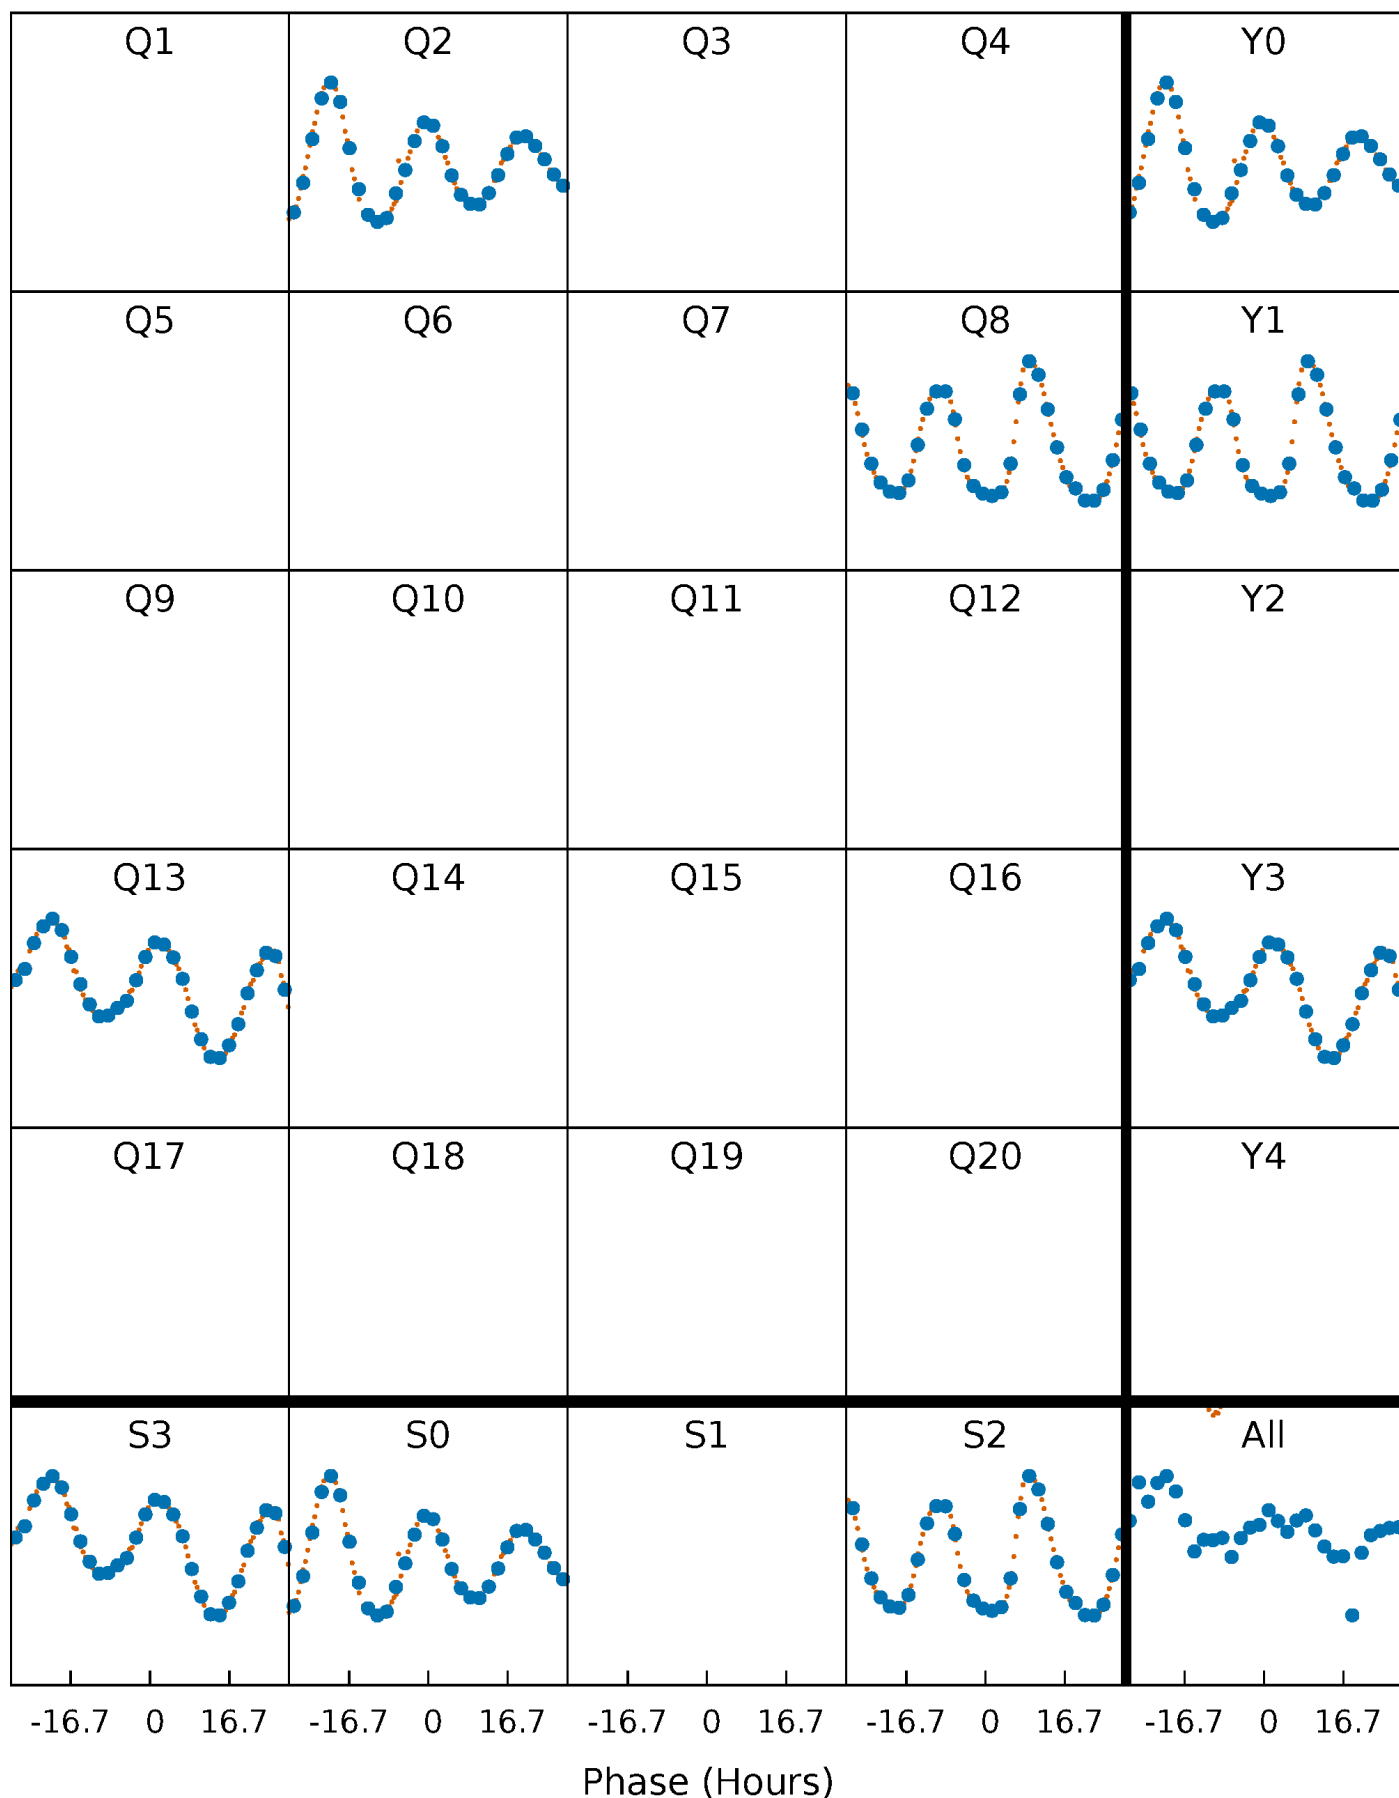 Q1 Q2 Q3 Q4 Y0
Q5 Q6 Q7 Q8 Y1
Q9 Q10 Q11 Q12 Y2
Q13 Q14 Q15 Q16 Y3
Q17 Q18 Q19 Q20 Y4
S3 S0 S1 S2 All
-16.7 0 16.7 -16.7 0 16.7 -16.7 0 16.7 -16.7 0 16.7 -16.7 0 16.7
Phase (Hours)